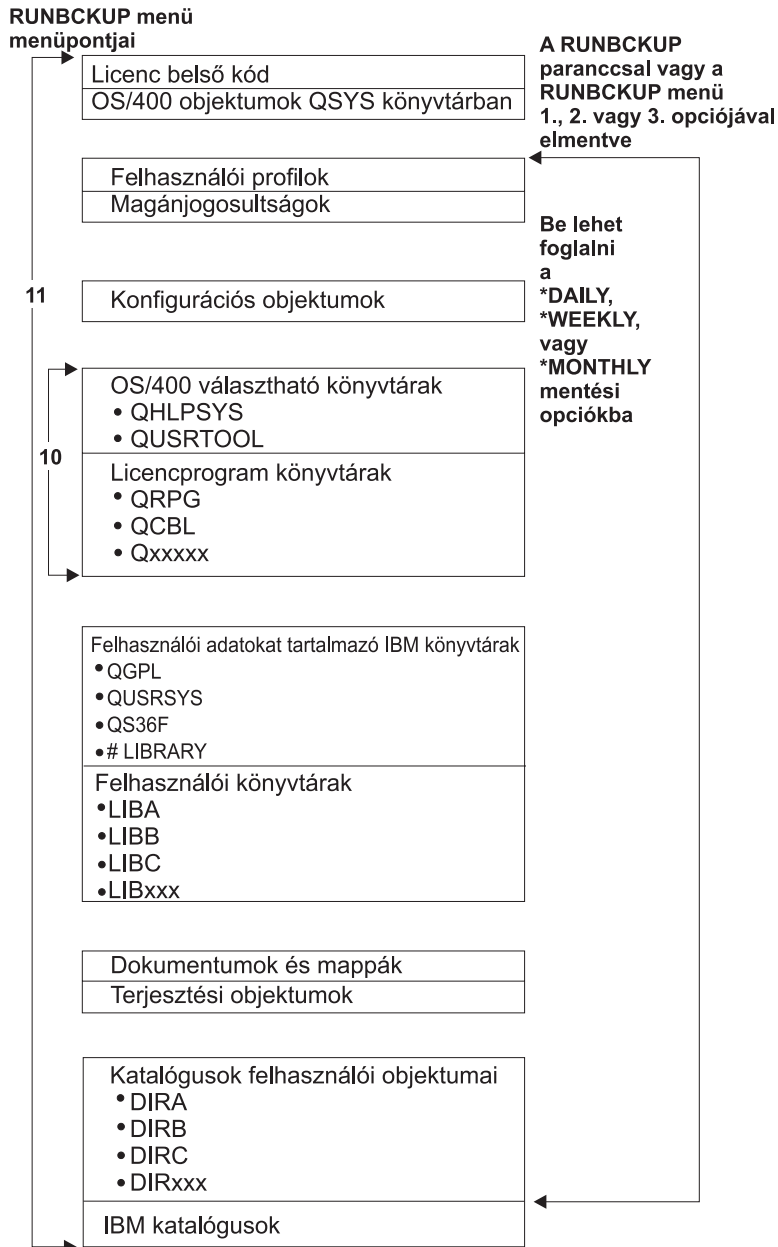 RUNBCKUP menü
menüpontjai
A RUNBCKUP
paranccsal vagy a
RUNBCKUP menü
1., 2. vagy 3. opciójával
elmentve
Licenc belső kód
OS/400 objektumok QSYS könyvtárban
Felhasználói profilok
Magánjogosultságok
Be lehet
foglalni
a
*DAILY,
*WEEKLY,
vagy
*MONTHLY
mentési
opciókba
11
Konfigurációs objektumok
OS/400 választható könyvtárak
• QHLPSYS
• QUSRTOOL
10
Licencprogram könyvtárak
• QRPG
• QCBL
• Qxxxxx
Felhasználói adatokat tartalmazó IBM könyvtárak
• QGPL
• QUSRSYS
• QS36F
• # LIBRARY
Felhasználói könyvtárak
• LIBA
• LIBB
• LIBC
• LIBxxx
Dokumentumok és mappák
Terjesztési objektumok
Katalógusok felhasználói objektumai
• DIRA
• DIRB
• DIRC
• DIRxxx
IBM katalógusok